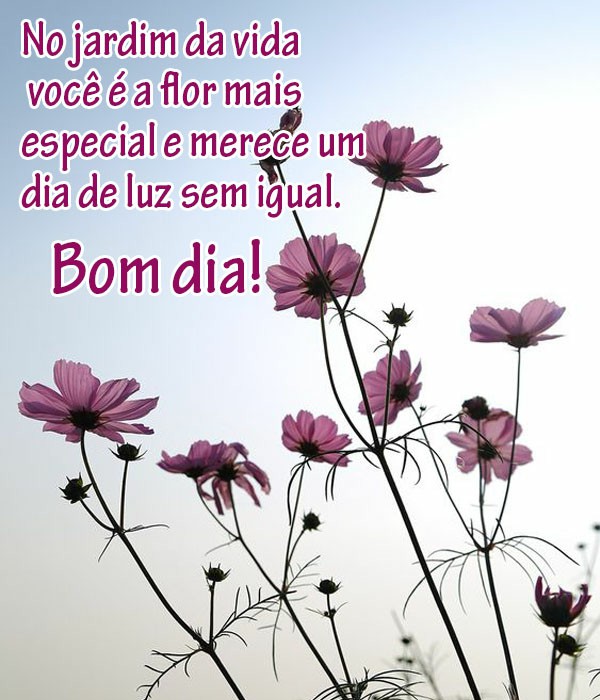 No jardim da vida
você é a flor mais
especial e merece um
dia de luz sem igual.
Bom dia!